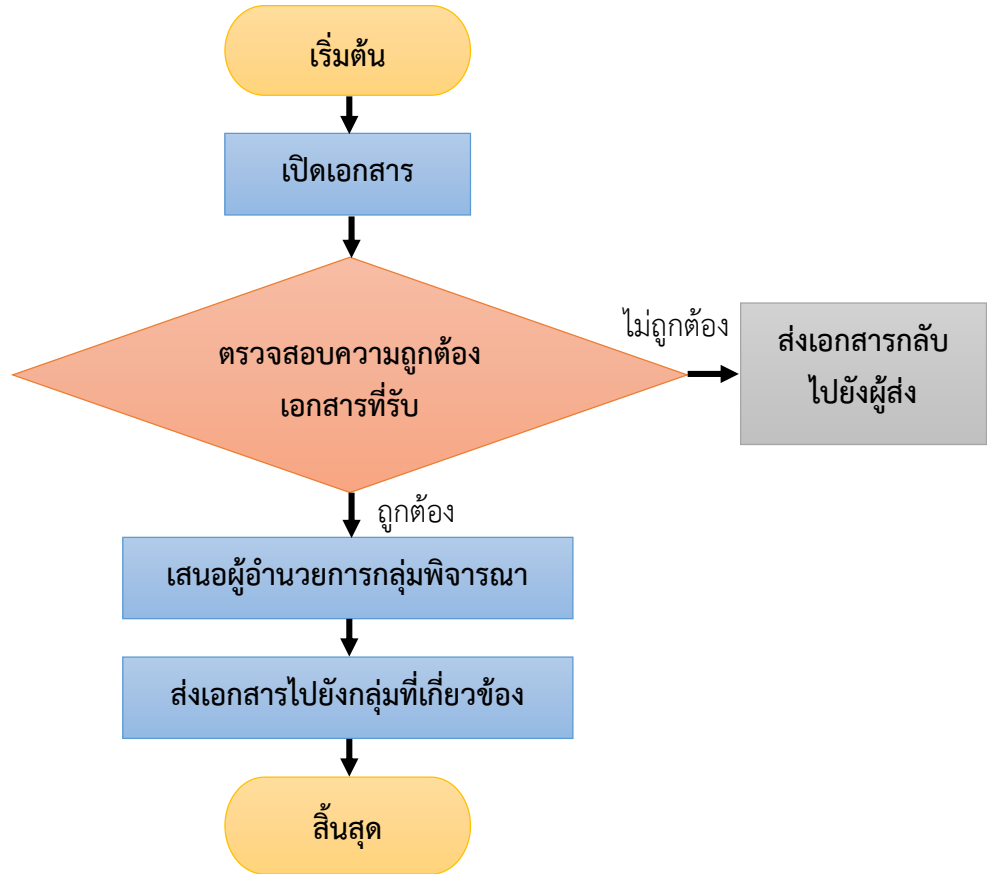 เริ่มต้น
เปิดเอกสาร
ตรวจสอบความถูกต้อง
เอกสารที่รับ
ไม่ถูกต้อง
ส่งเอกสารกลับ
ไปยังผู้ส่ง
ถูกต้อง
เสนอผู้อำนวยการกลุ่มพิจารณา
ส่งเอกสารไปยังกลุ่มที่เกี่ยวข้อง
สิ้นสุด